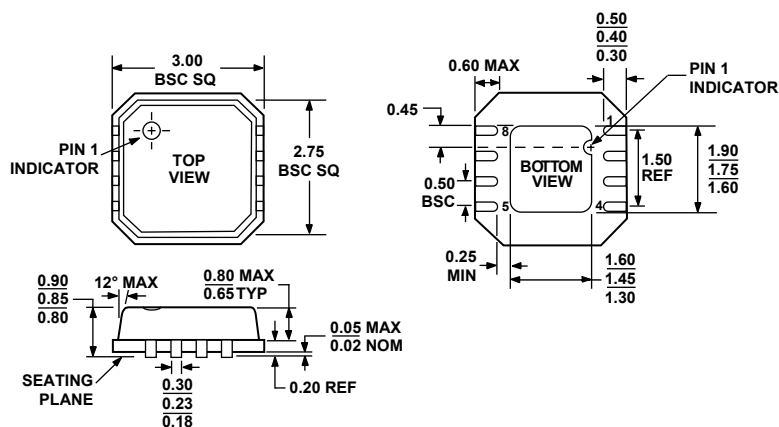 3.00
BSC SQ
PIN 1
INDICATOR
TOP
VIEW
2.75
BSC SQ
0.60 MAX
0.50
0.40
0.30
PIN 1
INDICATOR
0.45
8
1
BOTTOM
VIEW
1.50
REF
1.90
1.75
1.60
0.50
BSC
5
4
0.25
MIN
1.60
1.45
1.30
0.90
0.85
0.80
12° MAX
0.80 MAX
0.65 TYP
0.05 MAX
0.02 NOM
SEATING
PLANE
0.30
0.23
0.18
0.20 REF